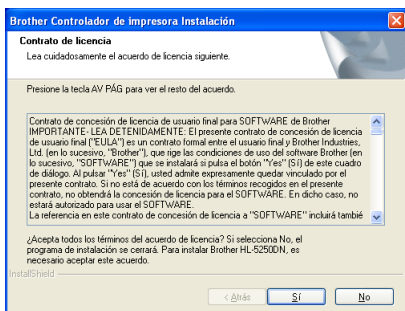 Brother Controlador de impresora Instalación
Contrato de licencia
Lea cuidadosamente el acuerdo de licencia siguiente.
Presione la tecla AV PÁG para ver el resto del acuerdo.
Contrato de concesión de licencia de usuario final para SOFTWARE de Brother
IMPORTANTE- LEA DETENIDAMENTE: El presente contrato de concesión de licencia
de usuario final ("EULA") es un contrato formal entre el usuario final y Brother Industries,
Ltd. (en lo sucesivo, "Brother"), que rige las condiciones de uso del software Brother (en
lo sucesivo, "SOFTWARE") que se instalará si pulsa el botón "Yes" (Sí) de este cuadro
de diálogo. Al pulsar "Yes" (Sí), usted admite expresamente quedar vinculado por el
presente contrato. Si no está de acuerdo con los términos recogidos en el presente
contrato, no obtendrá la concesión de licencia para el SOFTWARE. En dicho caso, no
estará autorizado para usar el SOFTWARE.
La referencia en este contrato de concesión de licencia a "SOFTWARE" incluirá tambié
¿Acepta todos los términos del acuerdo de licencia? Si selecciona No, el
programa de instalación se cerrará. Para instalar Brother HL-5250DN, es
necesario aceptar este acuerdo.
InstallShield
< Atrás
Sí
No